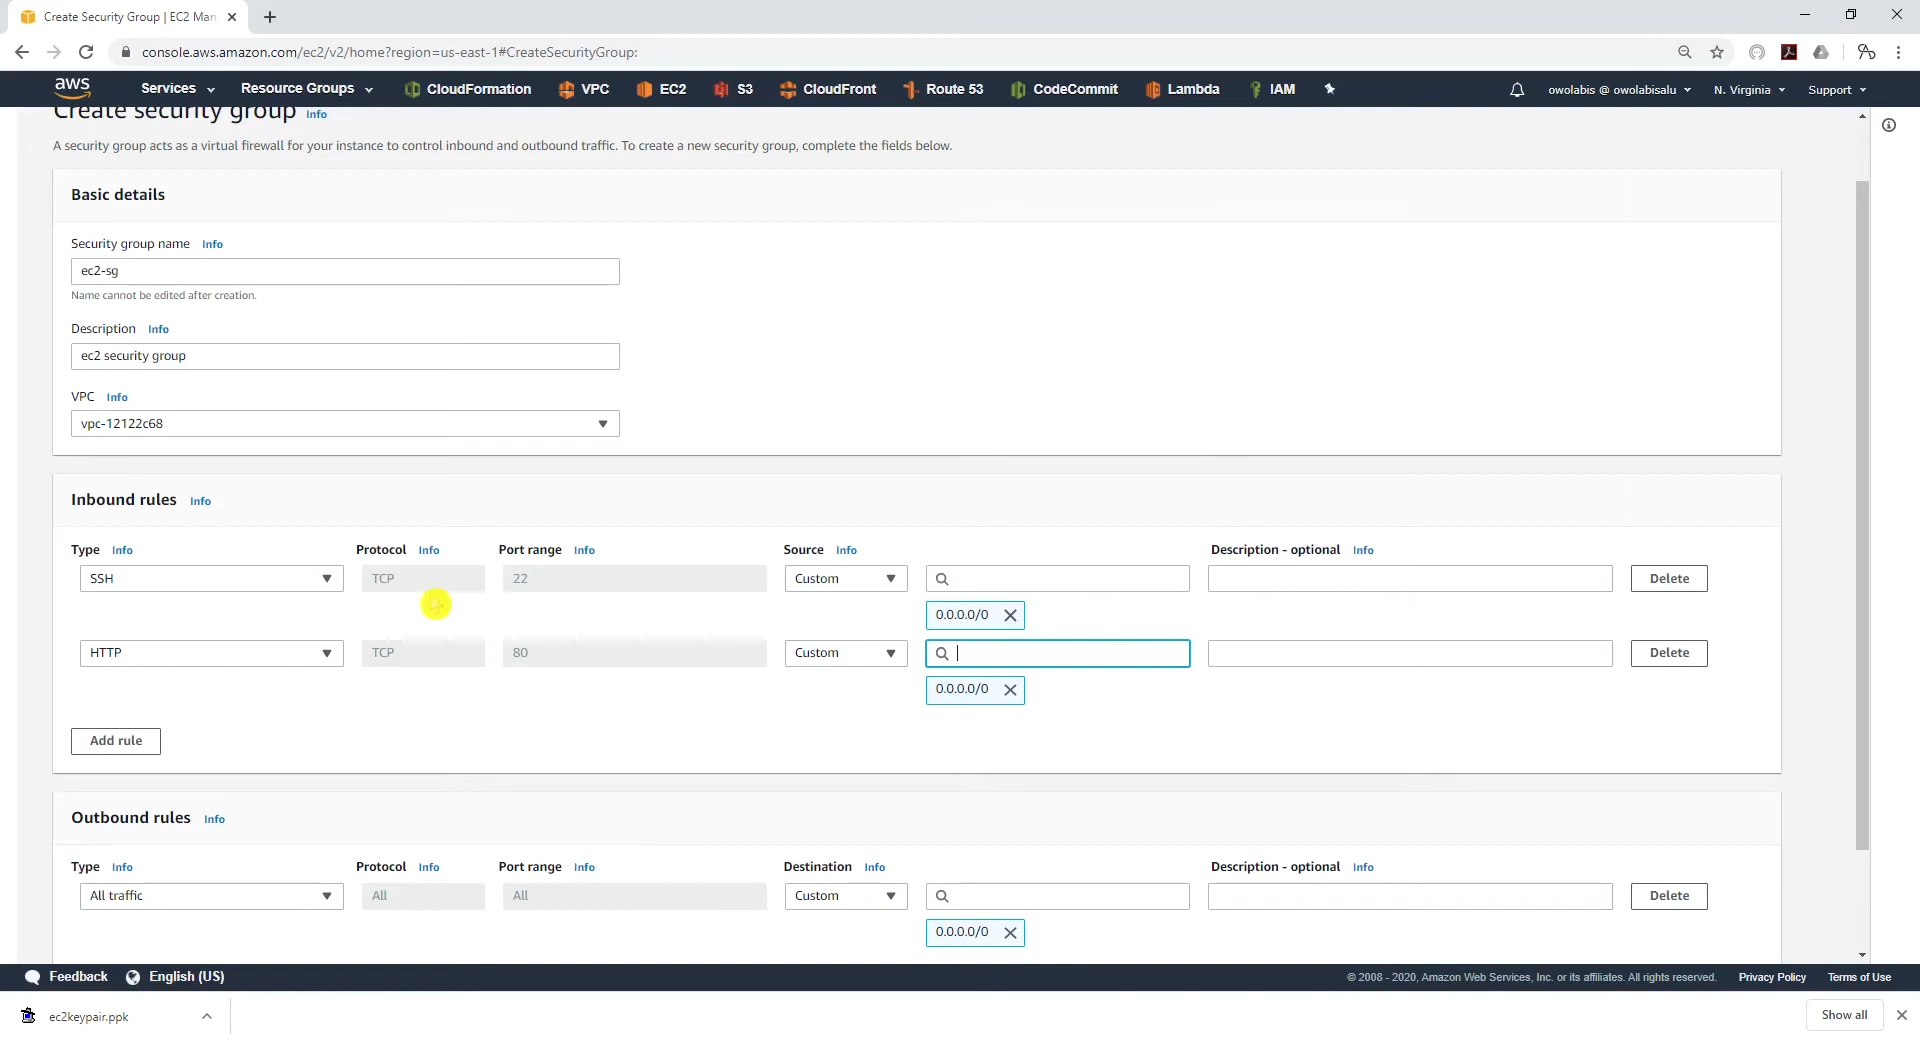 Create Security Group | EC2 Man
console.aws.amazon.com/ec2/v2/home?region=us-east-1#CreateSecurityGroup:
aws Services Resource Groups CloudFormation VPC EC2 S3 CloudFront Route 53 CodeCommit Lambda IAM owolabis @ owolabisalu N. Virginia Support
Create security group Info
A security group acts as a virtual firewall for your instance to control inbound and outbound traffic. To create a new security group, complete the fields below.
Basic details
Security group name Info
ec2-sg
Name cannot be edited after creation.
Description Info
ec2 security group
VPC Info
vpc-12122c68
Inbound rules Info
Type Info Protocol Info Port range Info Source Info Description - optional Info
SSH TCP 22 Custom Delete
0.0.0.0/0
HTTP TCP 80 Custom Delete
0.0.0.0/0
Add rule
Outbound rules Info
Type Info Protocol Info Port range Info Destination Info Description - optional Info
All traffic All All Custom Delete
0.0.0.0/0
Feedback English (US) © 2008 - 2020, Amazon Web Services, Inc. or its affiliates. All rights reserved. Privacy Policy Terms of Use
ec2keypair.ppk Show all